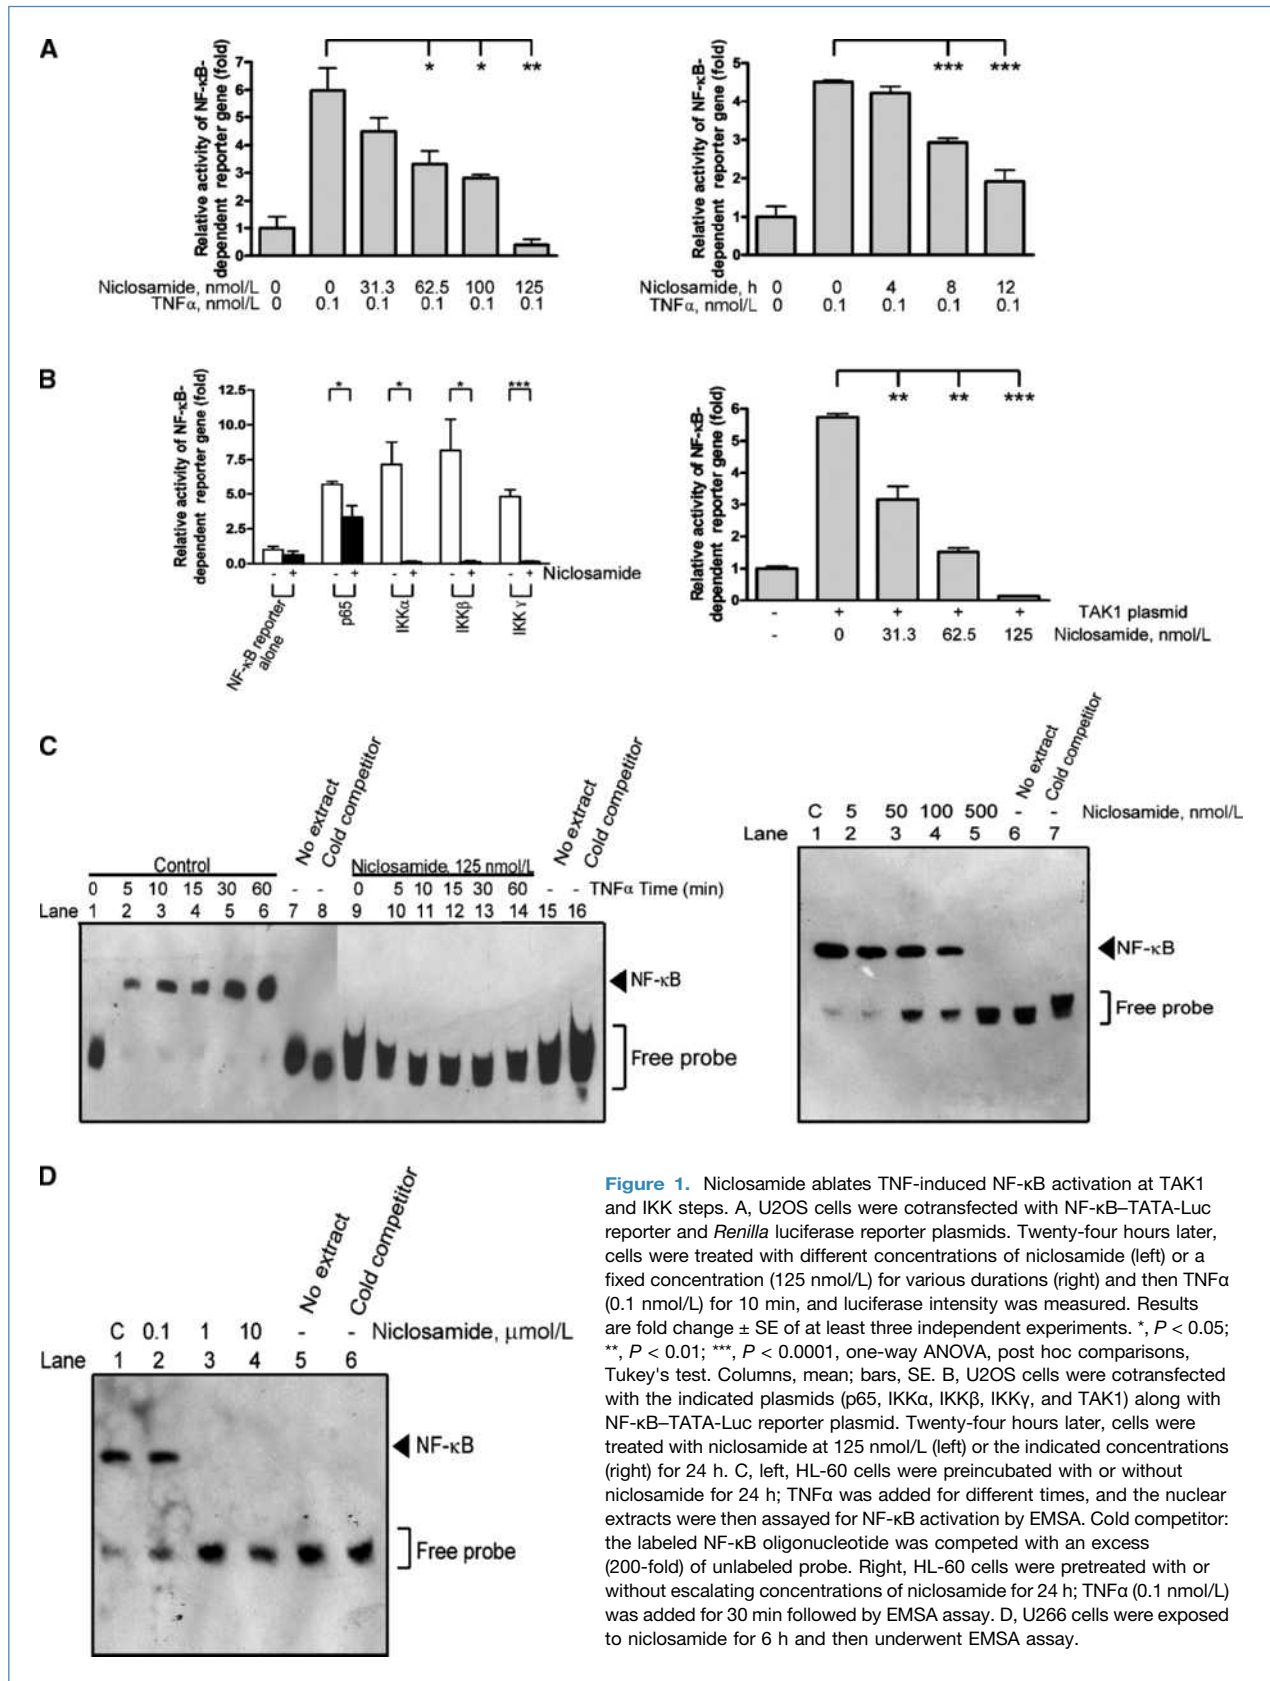 A
Relative activity of NF-κB-
dependent reporter gene (fold)
7
6
5
4
3
2
1
0
* * **
Niclosamide, nmol/L 0 0 31.3 62.5 100 125
TNFα, nmol/L 0 0.1 0.1 0.1 0.1 0.1
Relative activity of NF-κB-
dependent reporter gene (fold)
5
4
3
2
1
0
*** ***
Niclosamide, h 0 0 4 8 12
TNFα, nmol/L 0 0.1 0.1 0.1 0.1
B
Relative activity of NF-κB-
dependent reporter gene (fold)
12.5
10.0
7.5
5.0
2.5
0.0
* * * ***
- + - + - + - + - + Niclosamide
NF-κB reporter
alone
p65
IKKα
IKKβ
IKK γ
Relative activity of NF-κB-
dependent reporter gene (fold)
6
5
4
3
2
1
0
** ** ***
- + + + + TAK1 plasmid
- 0 31.3 62.5 125 Niclosamide, nmol/L
C
No extract
Cold competitor
No extract
Cold competitor
Control
Niclosamide, 125 nmol/L
0 5 10 15 30 60 - - 0 5 10 15 30 60 - - TNFα Time (min)
Lane 1 2 3 4 5 6 7 8 9 10 11 12 13 14 15 16
NF-κB
Free probe
No extract
Cold competitor
C 5 50 100 500 - - Niclosamide, nmol/L
Lane 1 2 3 4 5 6 7
NF-κB
Free probe
D
No extract
Cold competitor
C 0.1 1 10 - - Niclosamide, μmol/L
Lane 1 2 3 4 5 6
NF-κB
Free probe
Figure 1. Niclosamide ablates TNF-induced NF-κB activation at TAK1
and IKK steps. A, U2OS cells were cotransfected with NF-κB–TATA-Luc
reporter and Renilla luciferase reporter plasmids. Twenty-four hours later,
cells were treated with different concentrations of niclosamide (left) or a
fixed concentration (125 nmol/L) for various durations (right) and then TNFα
(0.1 nmol/L) for 10 min, and luciferase intensity was measured. Results
are fold change ± SE of at least three independent experiments. *, P < 0.05;
**, P < 0.01; ***, P < 0.0001, one-way ANOVA, post hoc comparisons,
Tukey's test. Columns, mean; bars, SE. B, U2OS cells were cotransfected
with the indicated plasmids (p65, IKKα, IKKβ, IKKγ, and TAK1) along with
NF-κB–TATA-Luc reporter plasmid. Twenty-four hours later, cells were
treated with niclosamide at 125 nmol/L (left) or the indicated concentrations
(right) for 24 h. C, left, HL-60 cells were preincubated with or without
niclosamide for 24 h; TNFα was added for different times, and the nuclear
extracts were then assayed for NF-κB activation by EMSA. Cold competitor:
the labeled NF-κB oligonucleotide was competed with an excess
(200-fold) of unlabeled probe. Right, HL-60 cells were pretreated with or
without escalating concentrations of niclosamide for 24 h; TNFα (0.1 nmol/L)
was added for 30 min followed by EMSA assay. D, U266 cells were exposed
to niclosamide for 6 h and then underwent EMSA assay.